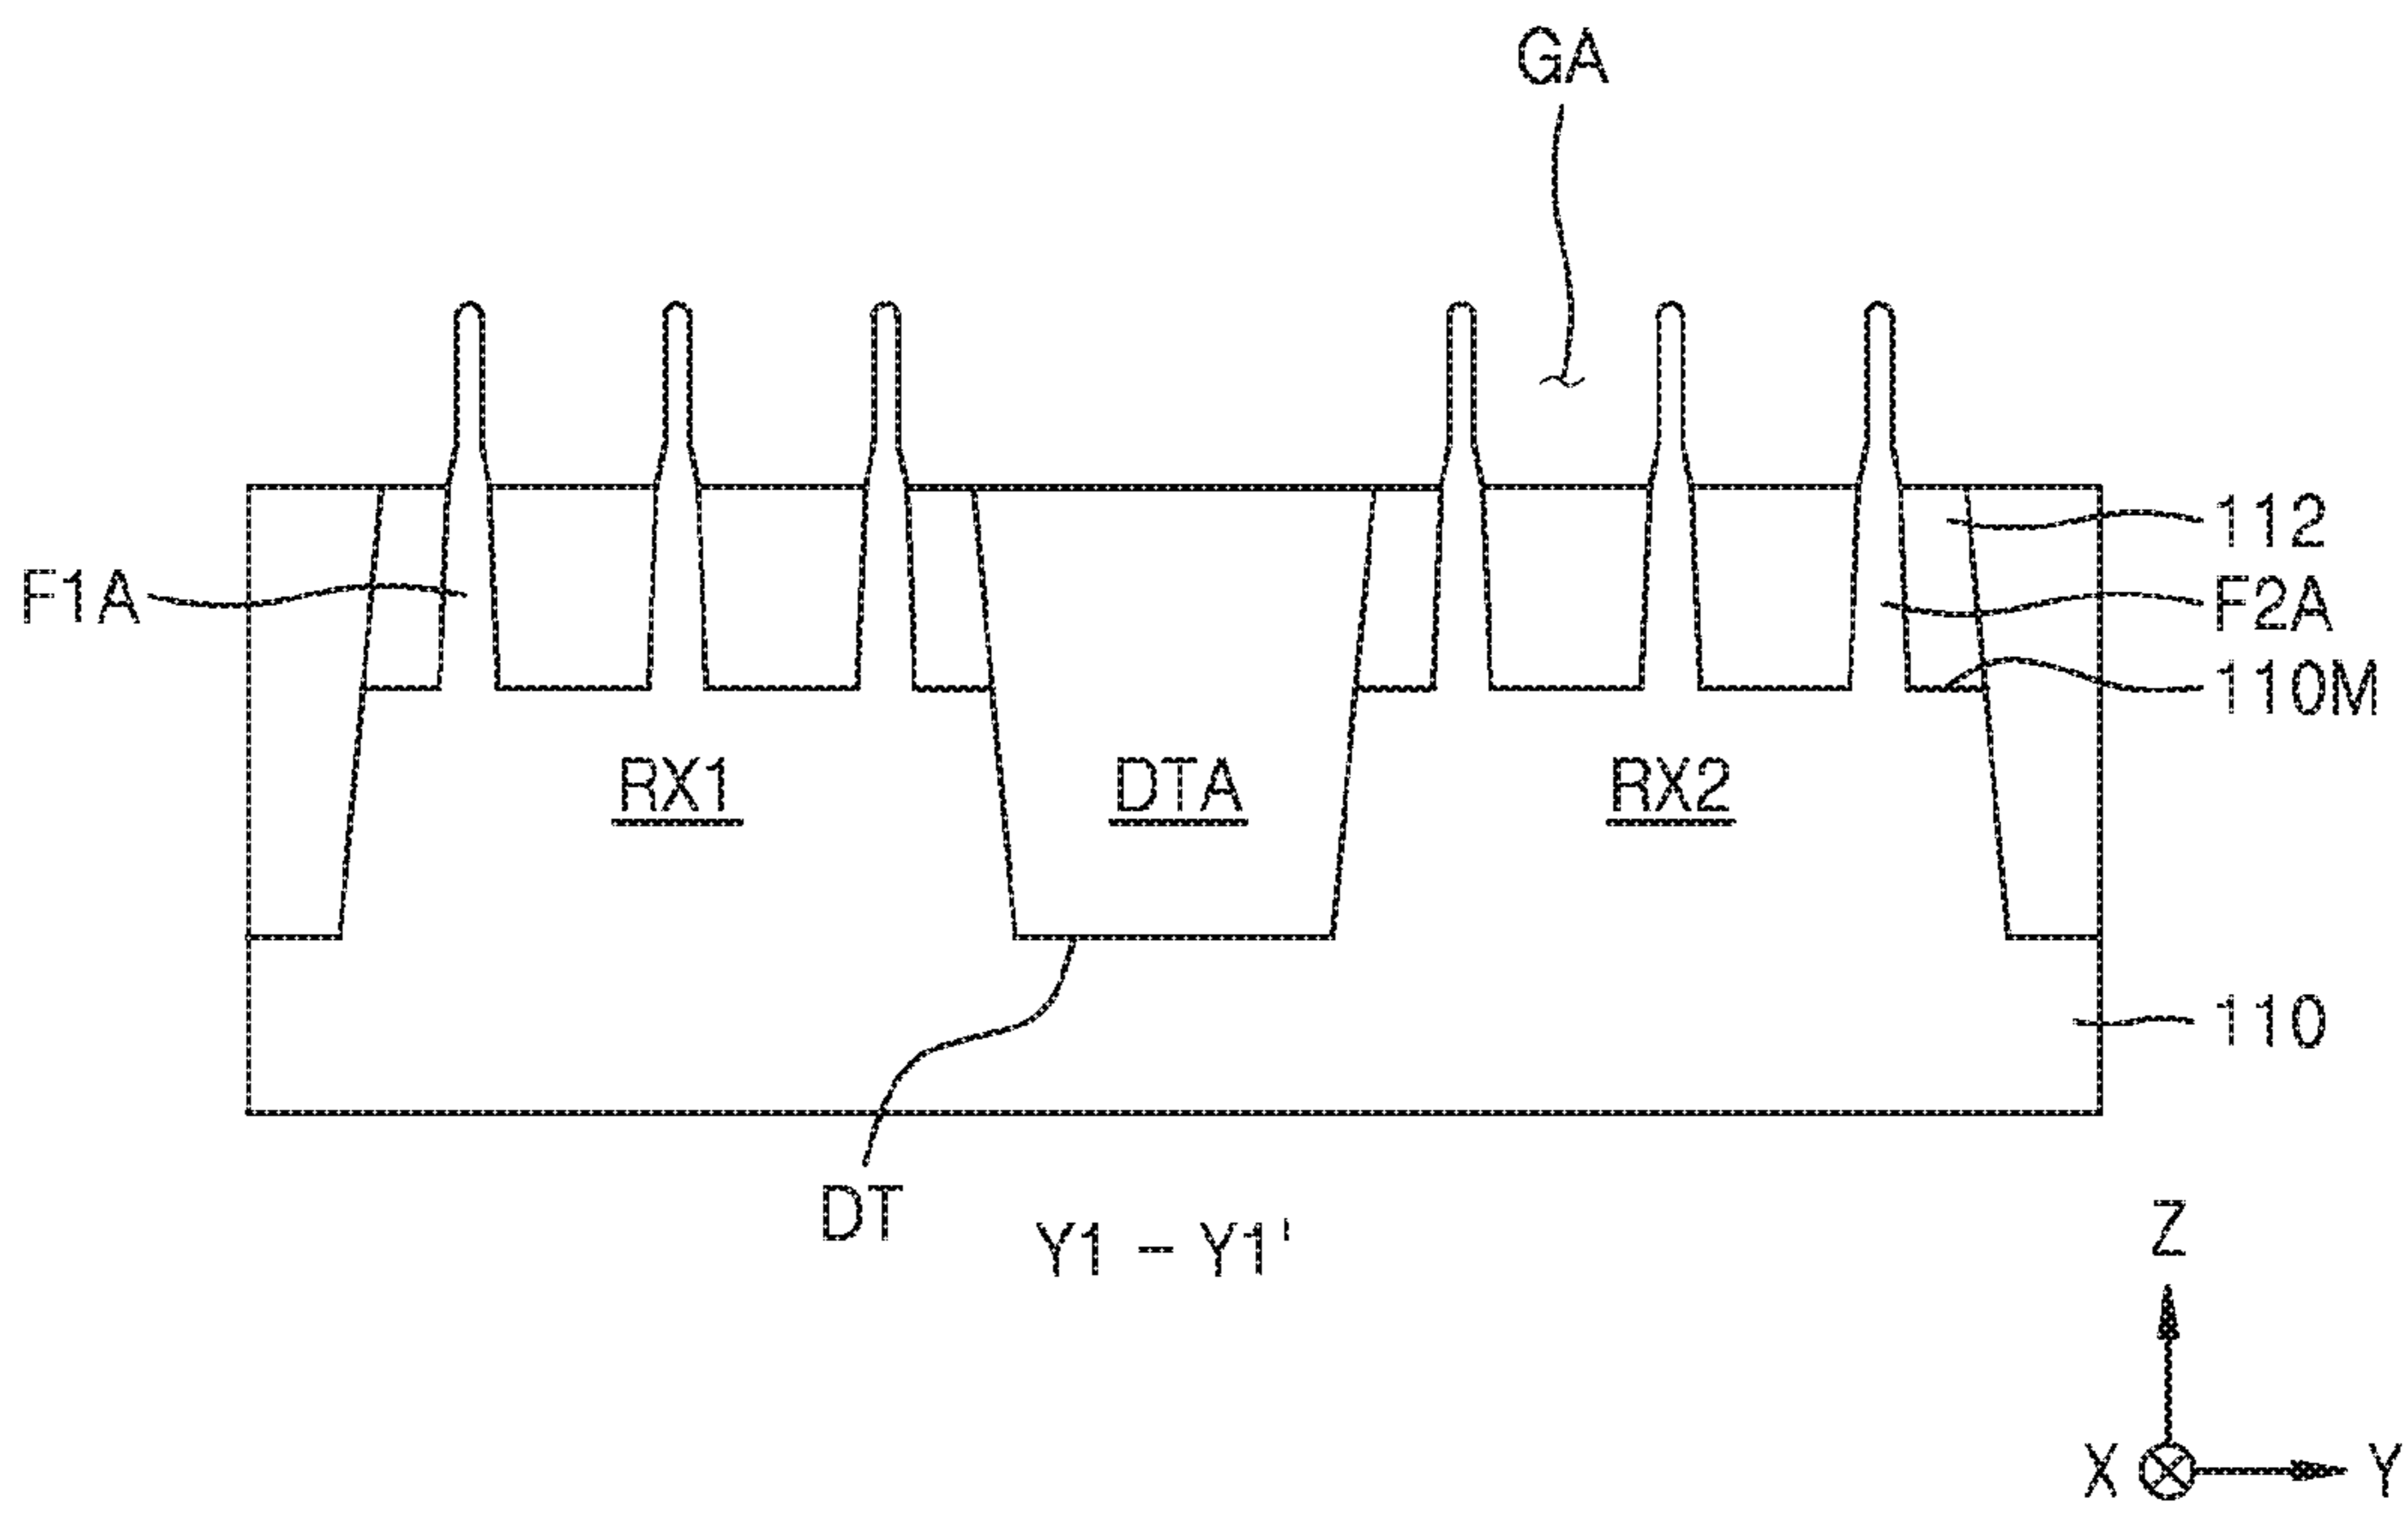 GA
112
F1A
F2A
110M
RX1 DTA RX2
110
DT
Y1 - Y1'
Z
X Y